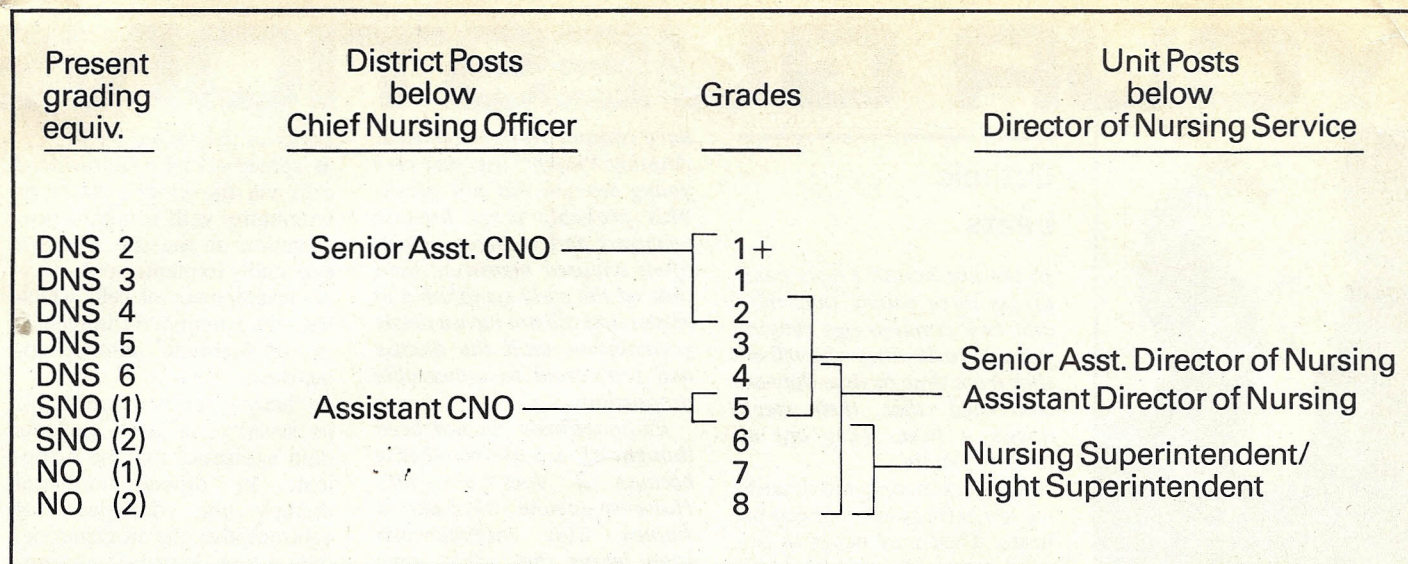 Present
grading
equiv.
District Posts
below
Chief Nursing Officer
Grades
Unit Posts
below
Director of Nursing Service
DNS 2
DNS 3
DNS 4
DNS 5
DNS 6
SNO (1)
SNO (2)
NO (1)
NO (2)
Senior Asst. CNO
Assistant CNO
1+
1
2
3
4
5
6
7
8
Senior Asst. Director of Nursing
Assistant Director of Nursing
Nursing Superintendent/
Night Superintendent